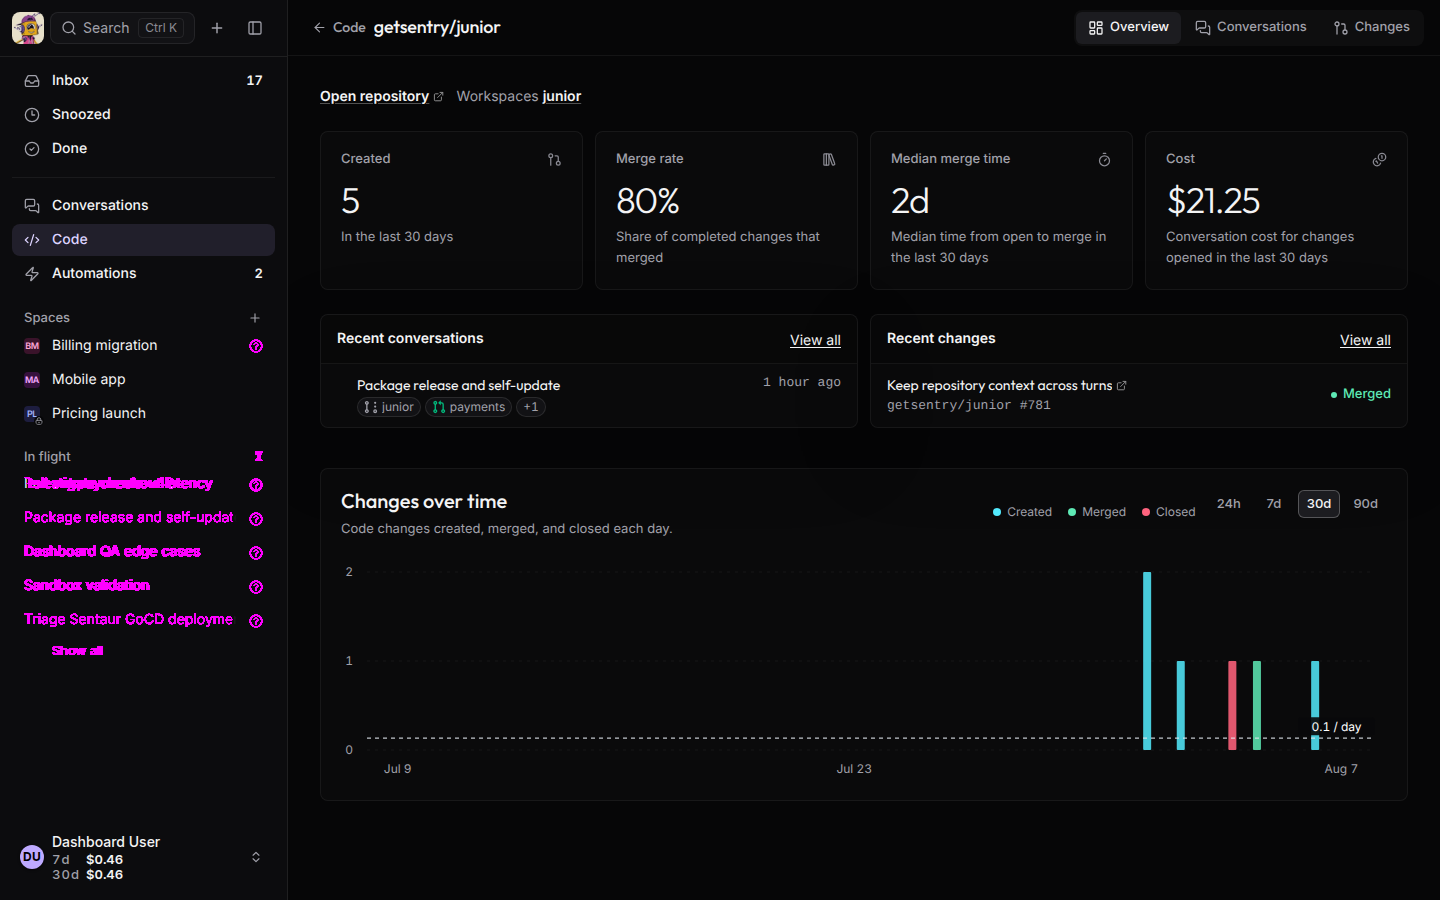 Search Ctrl K
Inbox 17
Snoozed
Done
Conversations
Code
Automations 2
Spaces
BM Billing migration
MA Mobile app
PL Pricing launch
In flight
Package release and self-updat
Dashboard QA edge cases
Sandbox validation
Triage Sentaur GoCD deployme
Show all
DU Dashboard User
7d $0.46
30d $0.46
Code getsentry/junior
Overview Conversations Changes
Open repository Workspaces junior
Created
5
In the last 30 days
Merge rate
80%
Share of completed changes that
merged
Median merge time
2d
Median time from open to merge in
the last 30 days
Cost
$21.25
Conversation cost for changes
opened in the last 30 days
Recent conversations View all
Package release and self-update 1 hour ago
junior payments +1
Recent changes View all
Keep repository context across turns
getsentry/junior #781
Merged
Changes over time
Code changes created, merged, and closed each day.
Created Merged Closed
24h 7d 30d 90d
2
1
0
0.1 / day
Jul 9 Jul 23 Aug 7